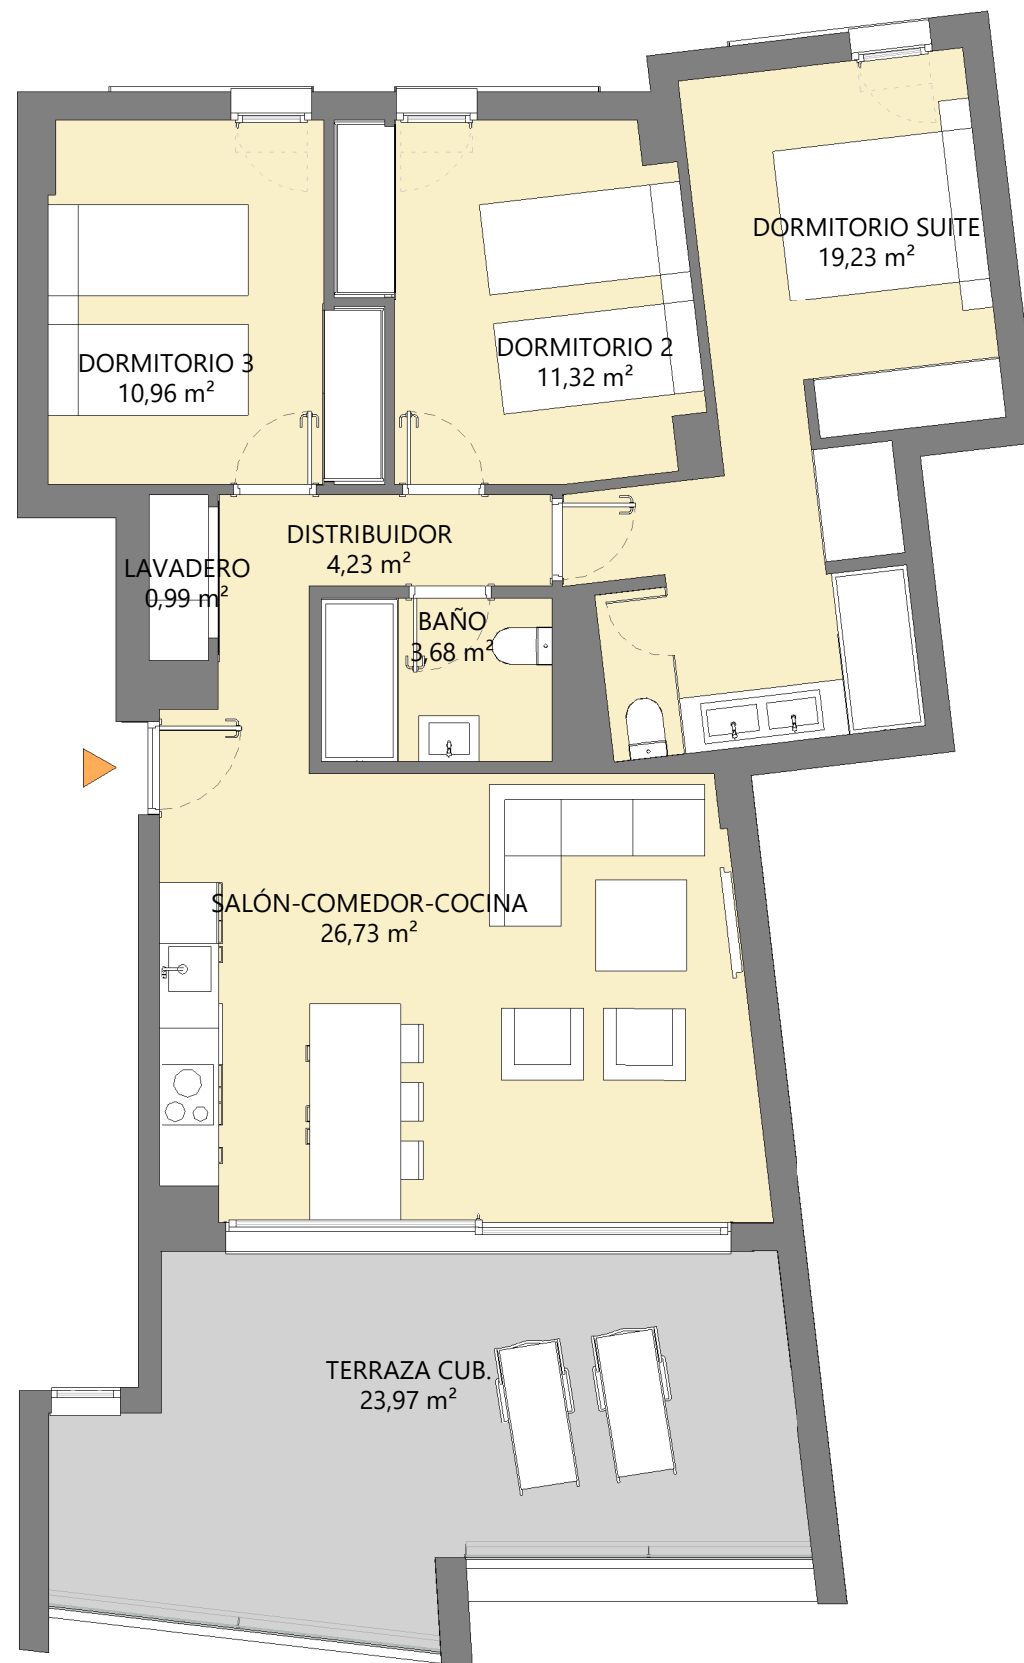 DORMITORIO SUITE
19,23 m²
DORMITORIO 2
11,32 m²
DORMITORIO 3
10,96 m²
DISTRIBUIDOR
4,23 m²
LAVADERO
0,99 m²
BAÑO
3,68 m²
SALÓN-COMEDOR-COCINA
26,73 m²
TERRAZA CUB.
23,97 m²